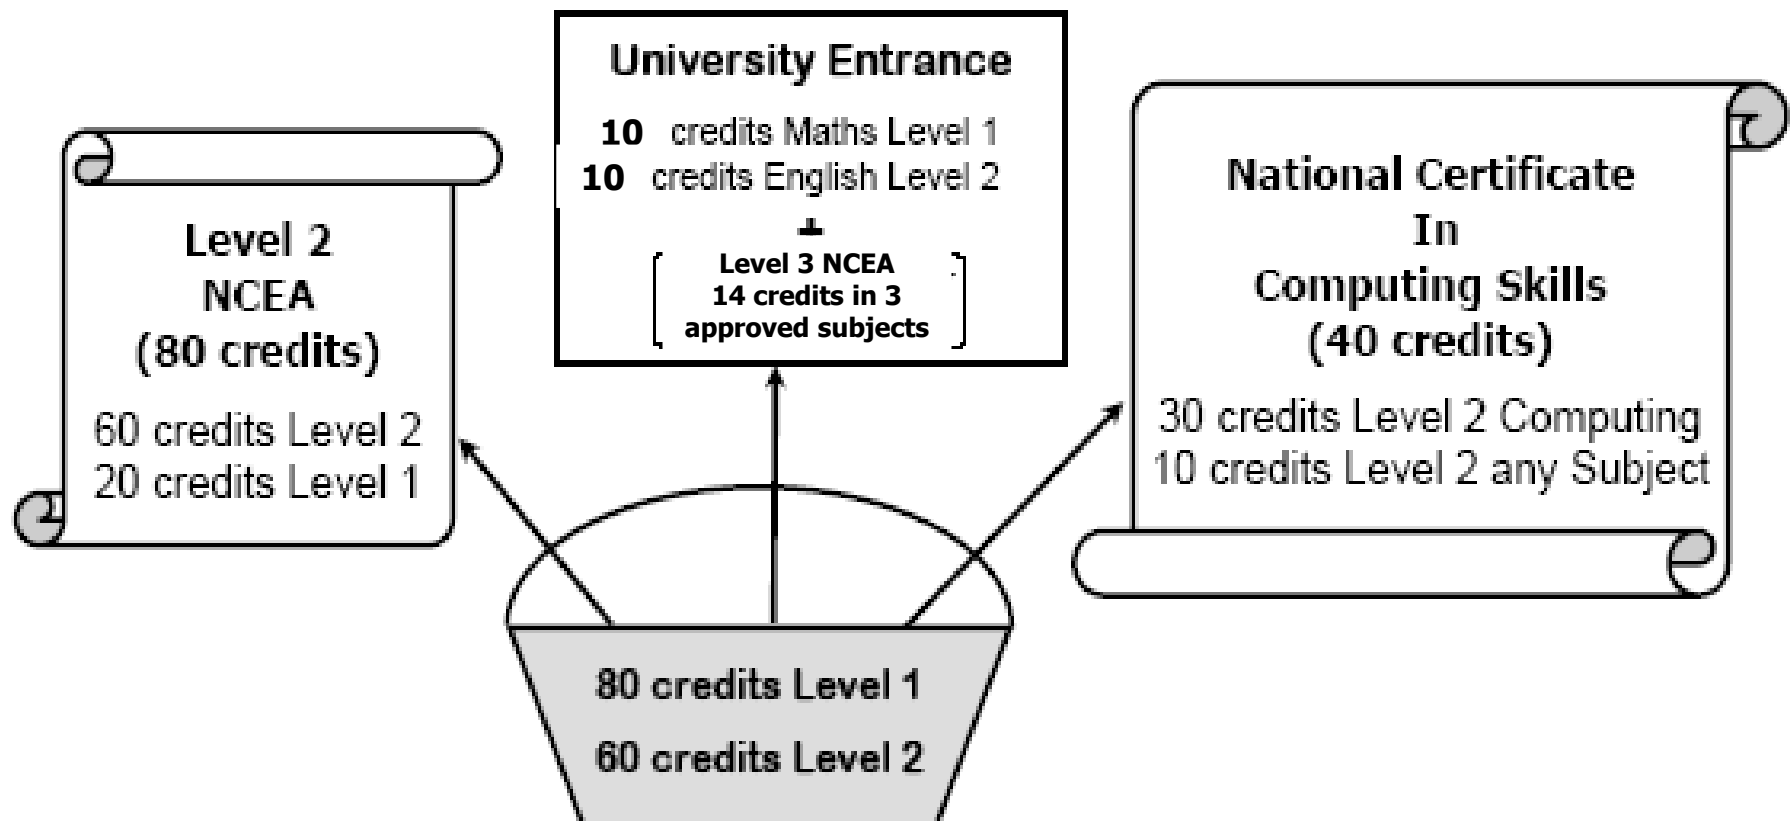 Level 2
NCEA
(80 credits)
60 credits Level 2
20 credits Level 1
University Entrance
10 credits Maths Level 1
10 credits English Level 2
+
Level 3 NCEA
14 credits in 3
approved subjects
National Certificate
In
Computing Skills
(40 credits)
30 credits Level 2 Computing
10 credits Level 2 any Subject
80 credits Level 1
60 credits Level 2